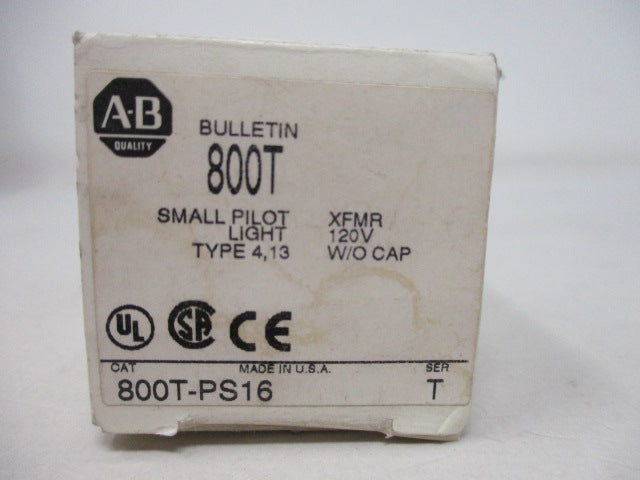 A-B
QUALITY
BULLETIN
800T
SMALL PILOT XFMR
LIGHT 120V
TYPE 4,13 W/O CAP
UL SA CE
CAT MADE IN U.S.A. SER
800T-PS16 T